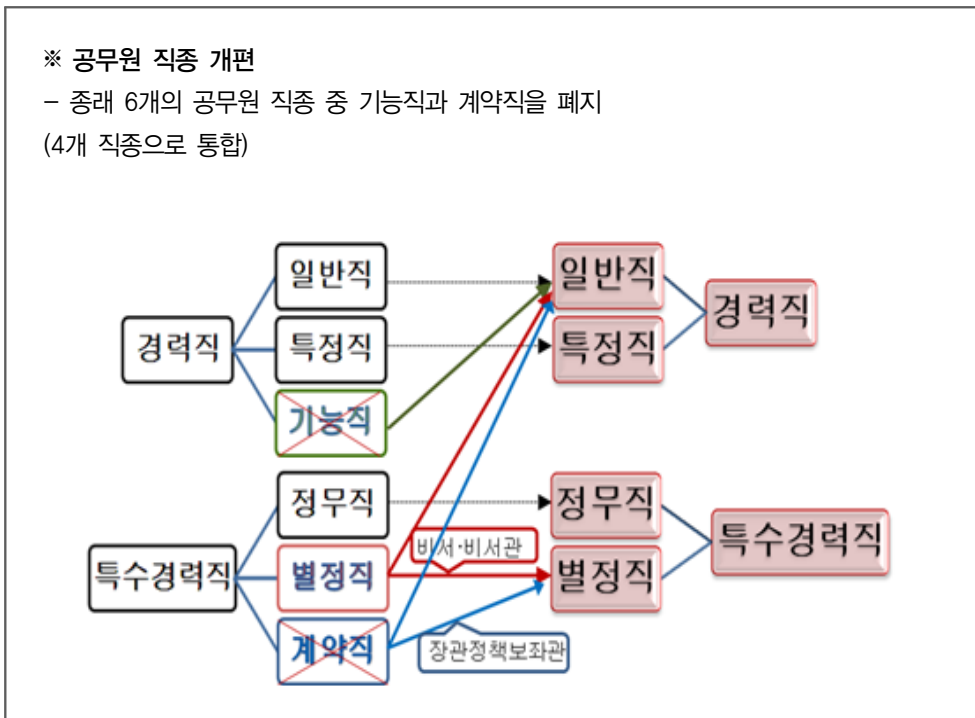 ※ 공무원 직종 개편
- 종래 6개의 공무원 직종 중 기능직과 계약직을 폐지
(4개 직종으로 통합)
일반직
일반직
경력직
경력직
특정직
특정직
기능직
정무직
정무직
특수경력직
비서·비서관
특수경력직
별정직
별정직
계약직
장관정책보좌관